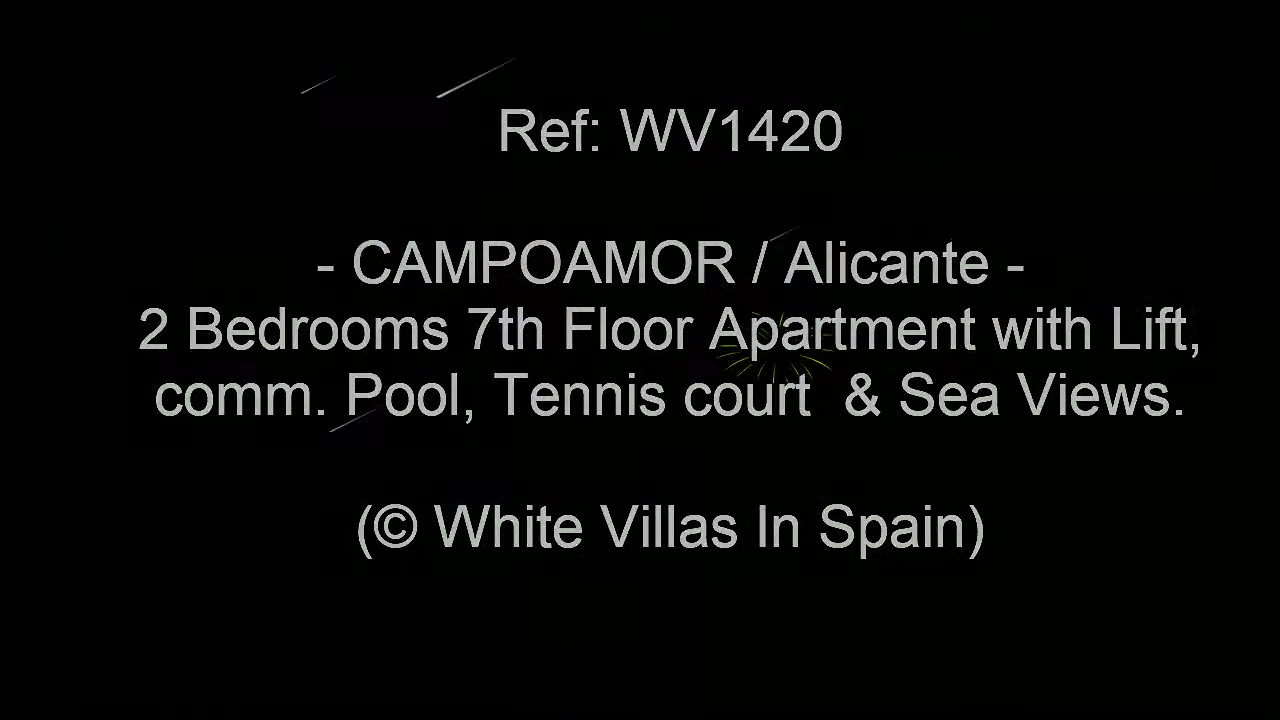 Ref: WV1420
- CAMPOAMOR / Alicante -
2 Bedrooms 7th Floor Apartment with Lift,
comm. Pool, Tennis court  & Sea Views.
(© White Villas In Spain)